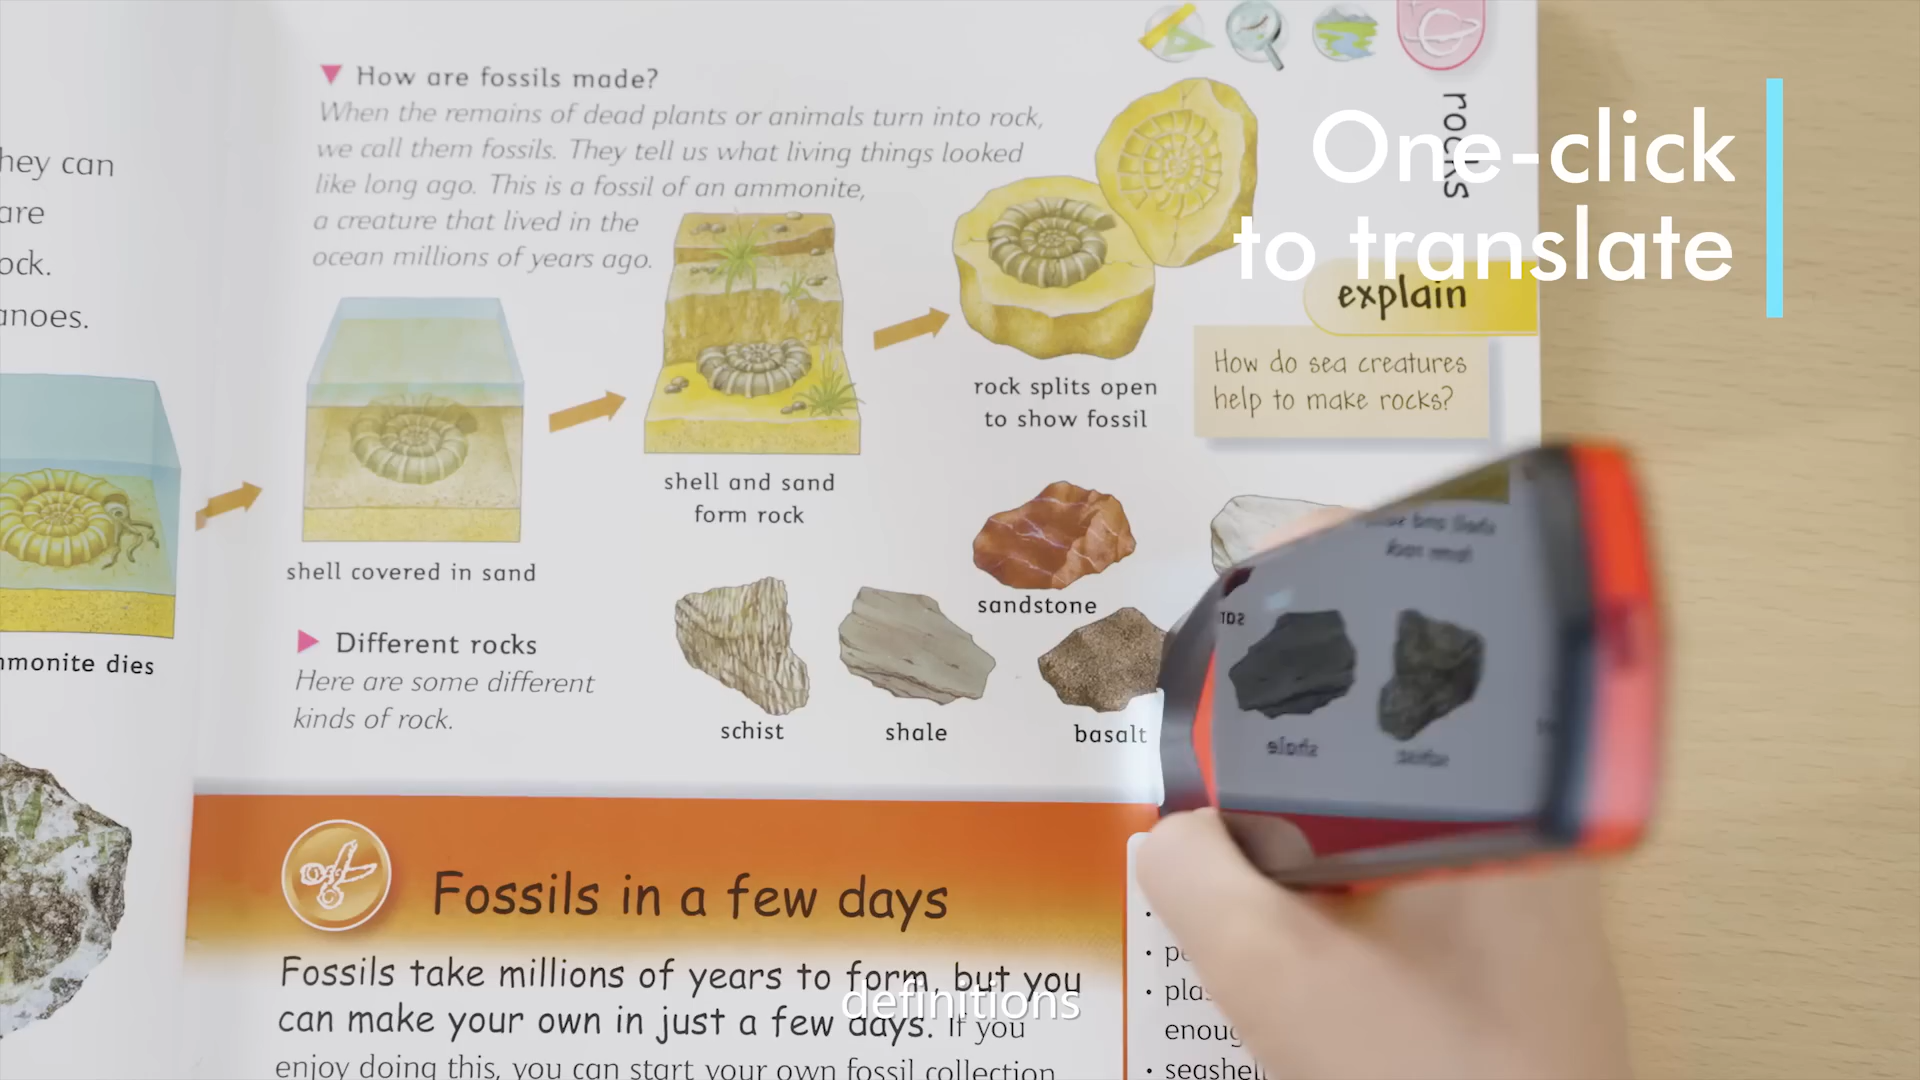 hey can
are
ock.
anoes.
mmonite dies
How are fossils made?
When the remains of dead plants or animals turn into rock,
we call them fossils. They tell us what living things looked
like long ago. This is a fossil of an ammonite,
a creature that lived in the
ocean millions of years ago.
shell covered in sand
shell and sand
form rock
rock splits open
to show fossil
rocks
One-click
to translate
explain
How do sea creatures
help to make rocks?
Different rocks
Here are some different
kinds of rock.
sandstone
schist
shale
basalt
Fossils in a few days
Fossils take millions of years to form, but you
can make your own in just a few days. If you
enjoy doing this, you can start your own fossil collection
definitions
enoug
seashell